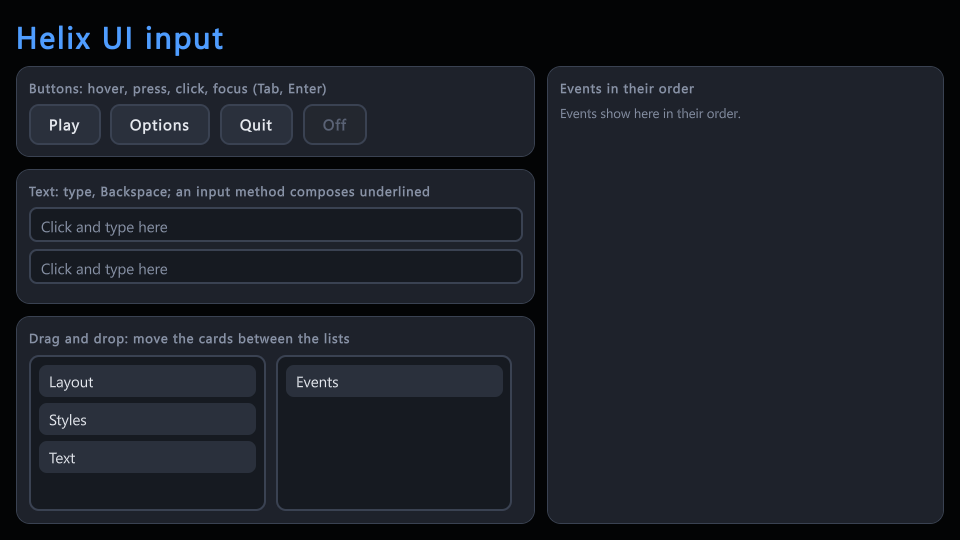 Helix UI input
Buttons: hover, press, click, focus (Tab, Enter)
Play
Options
Quit
Off
Text: type, Backspace; an input method composes underlined
Click and type here
Click and type here
Drag and drop: move the cards between the lists
Layout
Styles
Text
Events
Events in their order
Events show here in their order.